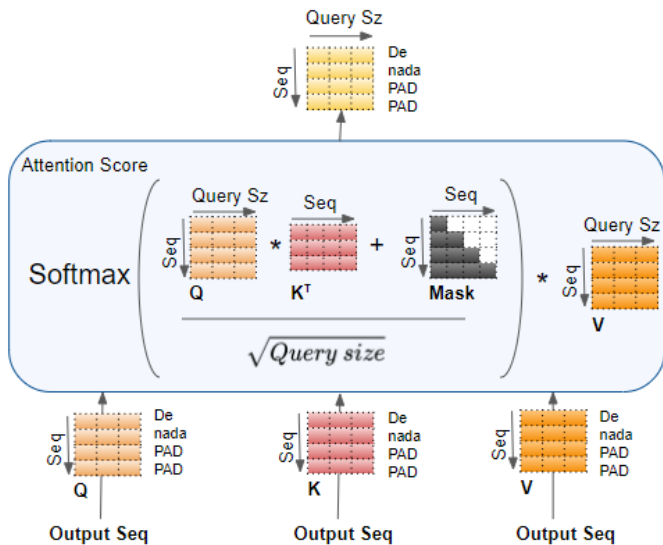 Query Sz
Seq
De
nada
PAD
PAD
Attention Score
Softmax
Query Sz
Seq
Q
*
Seq
Kᵀ
+
Seq
Seq
Mask
√Query size
*
Query Sz
Seq
V
Seq
Q
De
nada
PAD
PAD
Output Seq
Seq
K
De
nada
PAD
PAD
Output Seq
Seq
V
De
nada
PAD
PAD
Output Seq